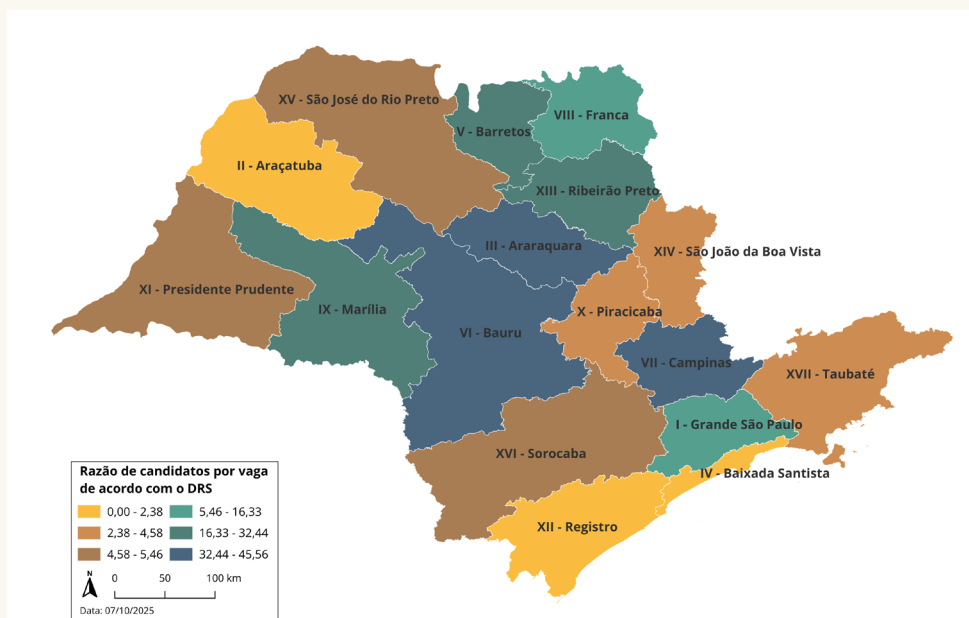 XV - São José do Rio Preto
VIII - Franca
V - Barretos
II - Araçatuba
XIII - Ribeirão Preto
III - Araraquara
XIV - São João da Boa Vista
XI - Presidente Prudente
IX - Marília
X - Piracicaba
VI - Bauru
VII - Campinas
XVII - Taubaté
I - Grande São Paulo
XVI - Sorocaba
IV - Baixada Santista
XII - Registro
Razão de candidatos por vaga
de acordo com o DRS
0,00 - 2,38 5,46 - 16,33
2,38 - 4,58 16,33 - 32,44
4,58 - 5,46 32,44 - 45,56
N
0 50 100 km
Data: 07/10/2025